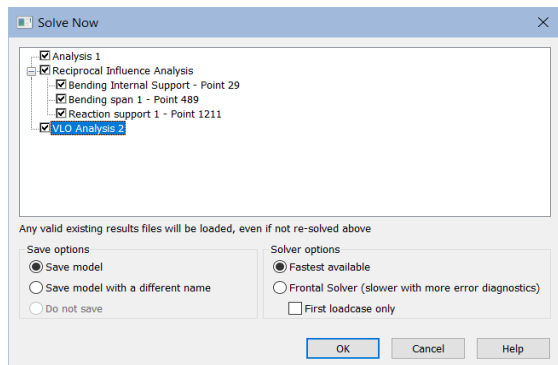 Solve Now
Analysis 1
Reciprocal Influence Analysis
Bending Internal Support - Point 29
Bending span 1 - Point 489
Reaction support 1 - Point 1211
VLO Analysis 2
Any valid existing results files will be loaded, even if not re-solved above
Save options
Save model
Save model with a different name
Do not save
Solver options
Fastest available
Frontal Solver (slower with more error diagnostics)
First loadcase only
OK Cancel Help